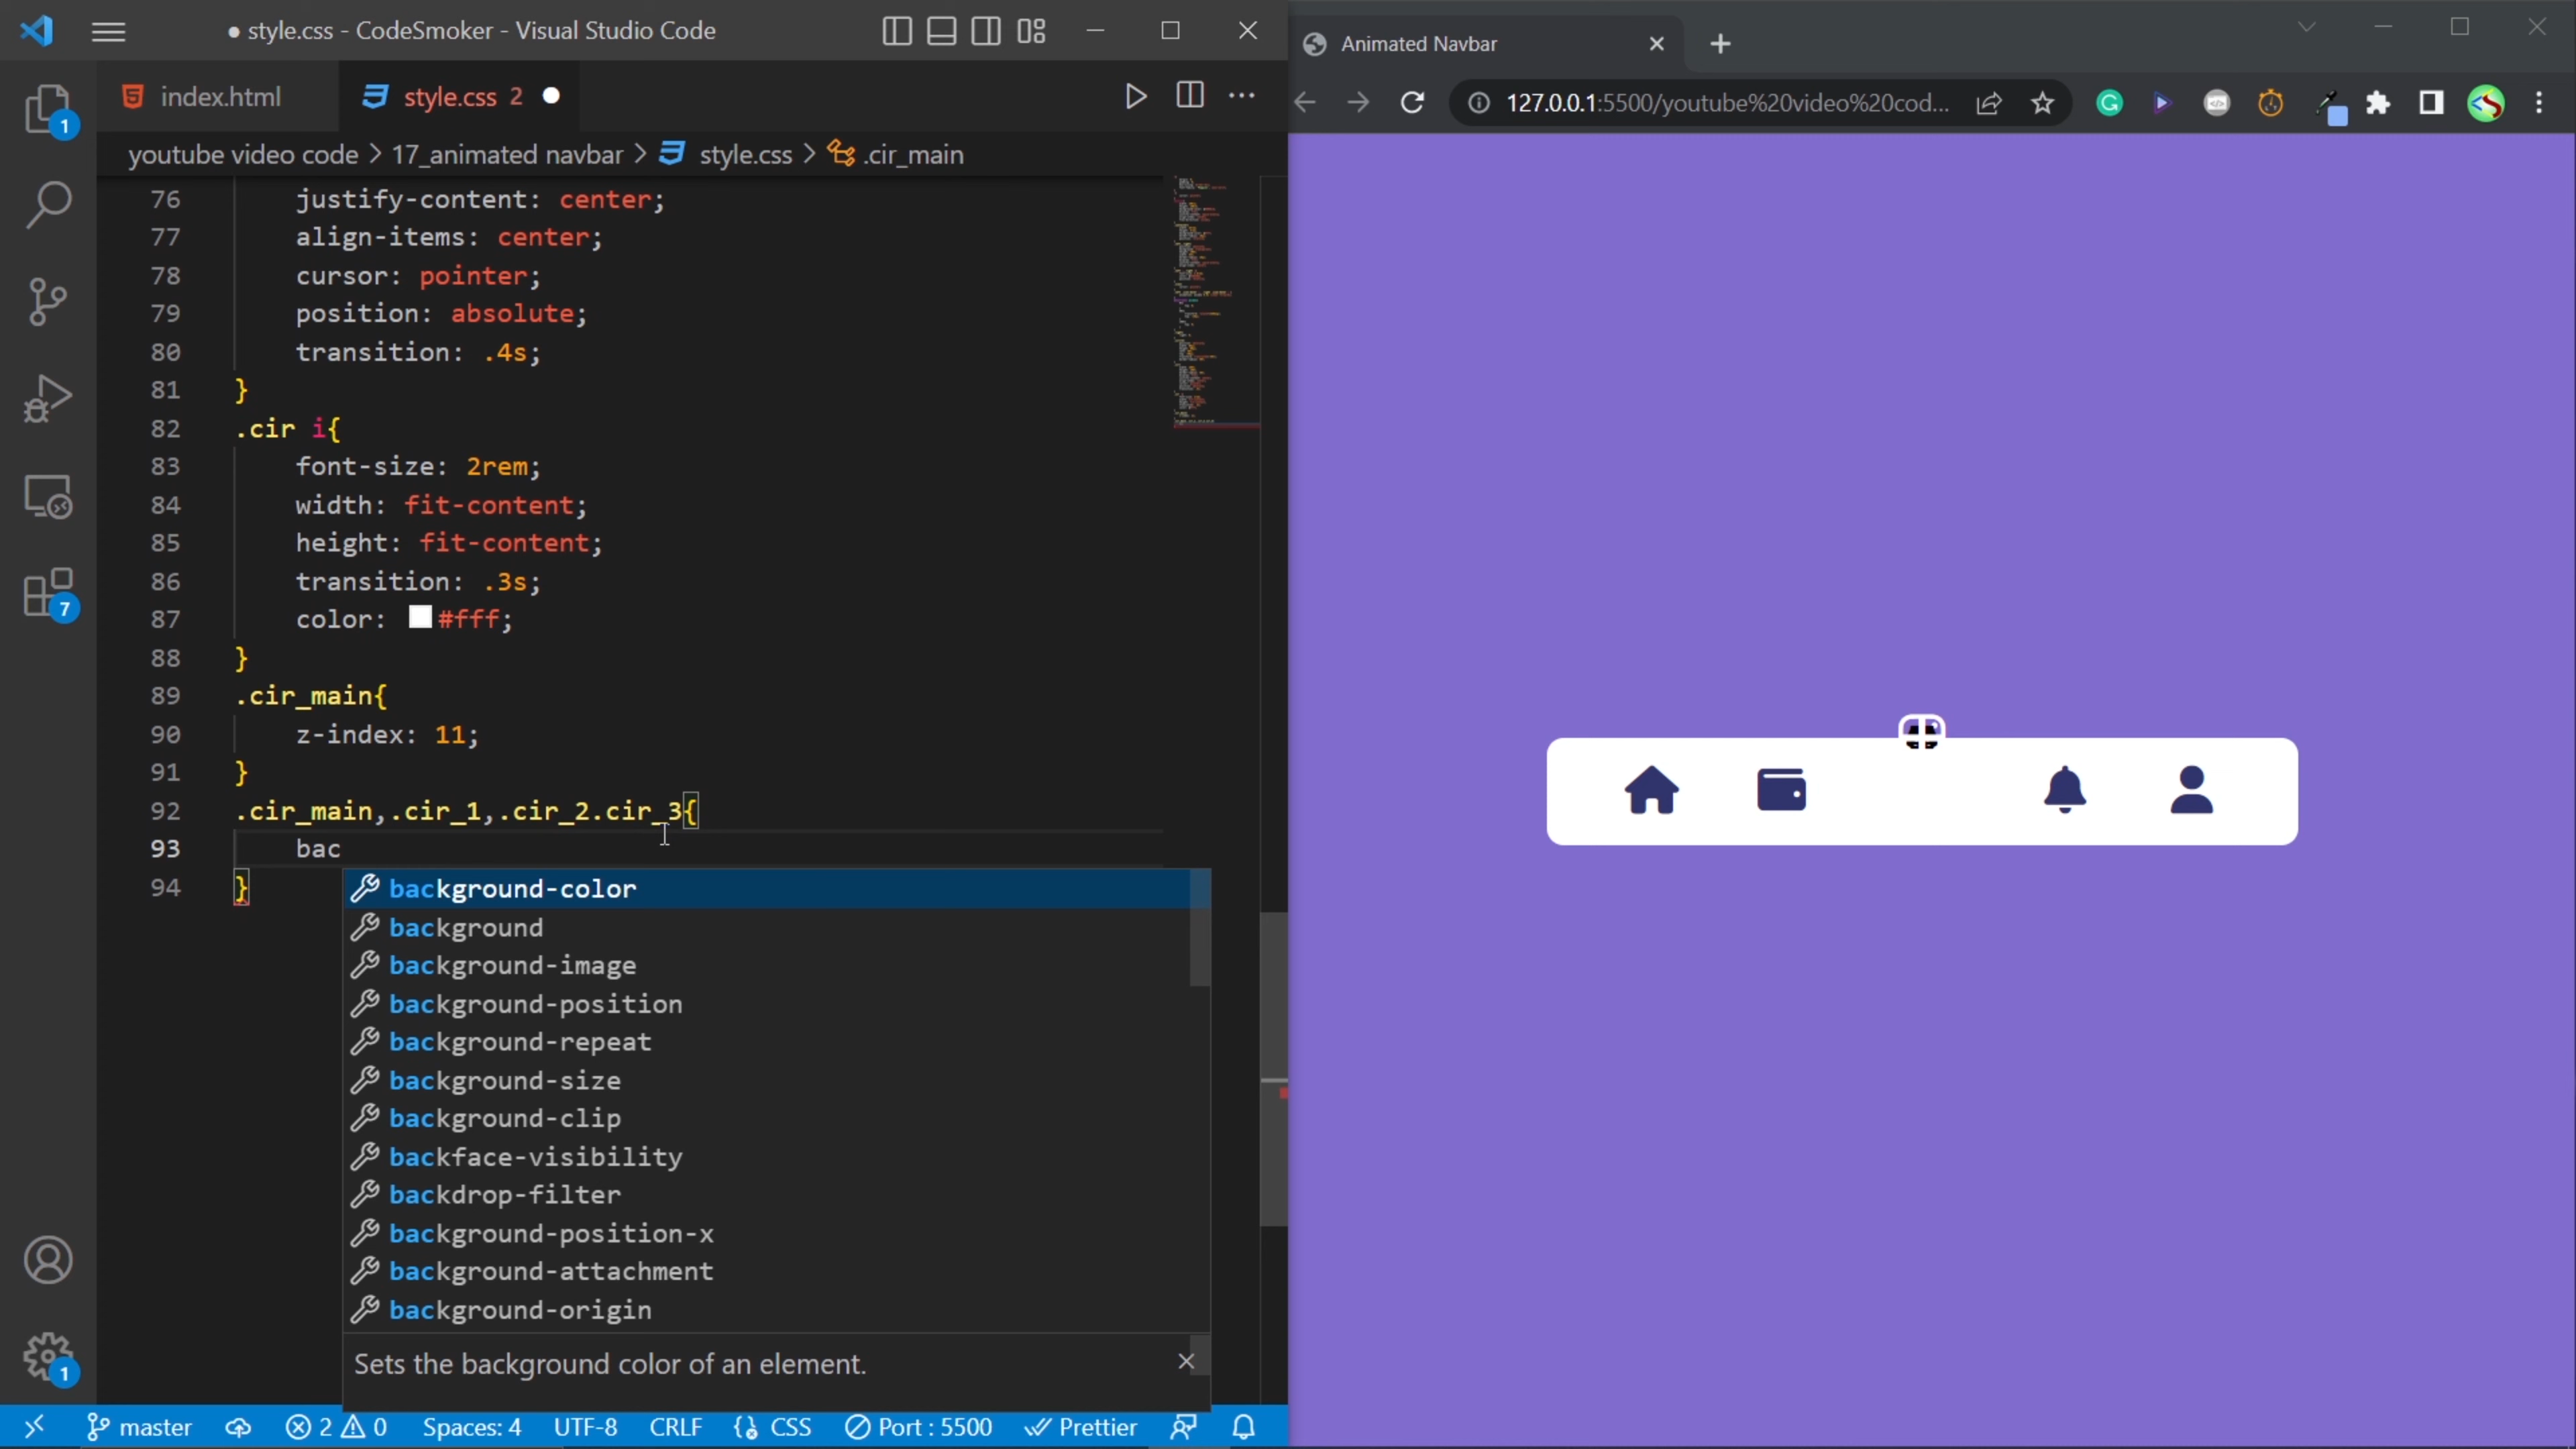 ● style.css - CodeSmoker - Visual Studio Code
index.html
style.css 2 ●
youtube video code > 17_animated navbar > style.css > .cir_main
76 justify-content: center;
77 align-items: center;
78 cursor: pointer;
79 position: absolute;
80 transition: .4s;
81 }
82 .cir i{
83 font-size: 2rem;
84 width: fit-content;
85 height: fit-content;
86 transition: .3s;
87 color: #fff;
88 }
89 .cir_main{
90 z-index: 11;
91 }
92 .cir_main,.cir_1,.cir_2.cir_3{
93 bac
94 }
background-color
background
background-image
background-position
background-repeat
background-size
background-clip
backface-visibility
backdrop-filter
background-position-x
background-attachment
background-origin
Sets the background color of an element.
1
7
1
master 2 0 Spaces: 4 UTF-8 CRLF CSS Port : 5500 Prettier
Animated Navbar
127.0.0.1:5500/youtube%20video%20cod...